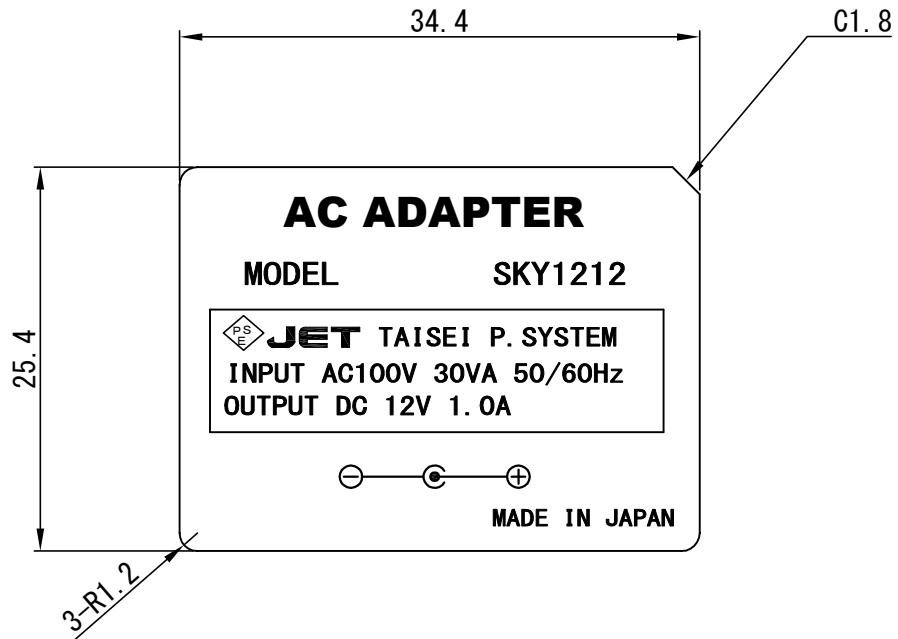 34.4
C1.8
AC ADAPTER
MODEL SKY1212
25.4
PS E JET TAISEI P.SYSTEM
INPUT AC100V 30VA 50/60Hz
OUTPUT DC 12V 1.0A
MADE IN JAPAN
3-R1.2